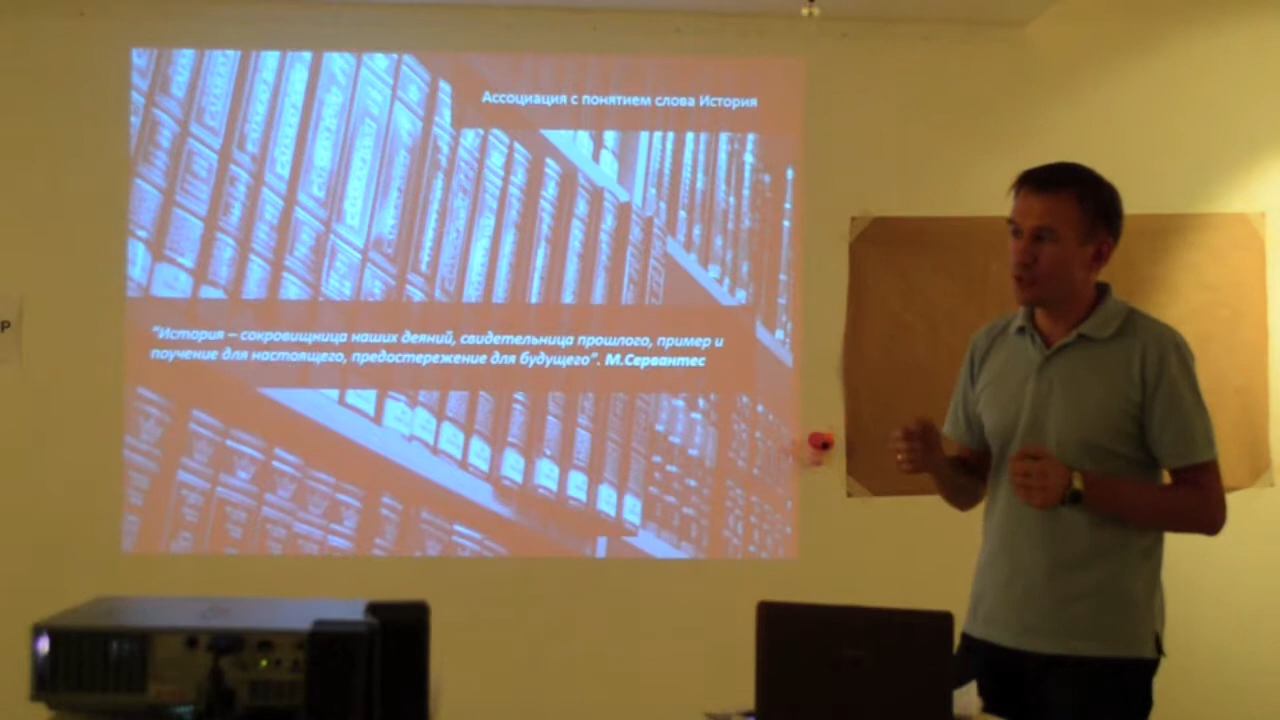 Ассоциация с понятием слова История
"История – сокровищница наших деяний, свидетельница прошлого, пример и
поучение для настоящего, предостережение для будущего". М.Сервантес
Р